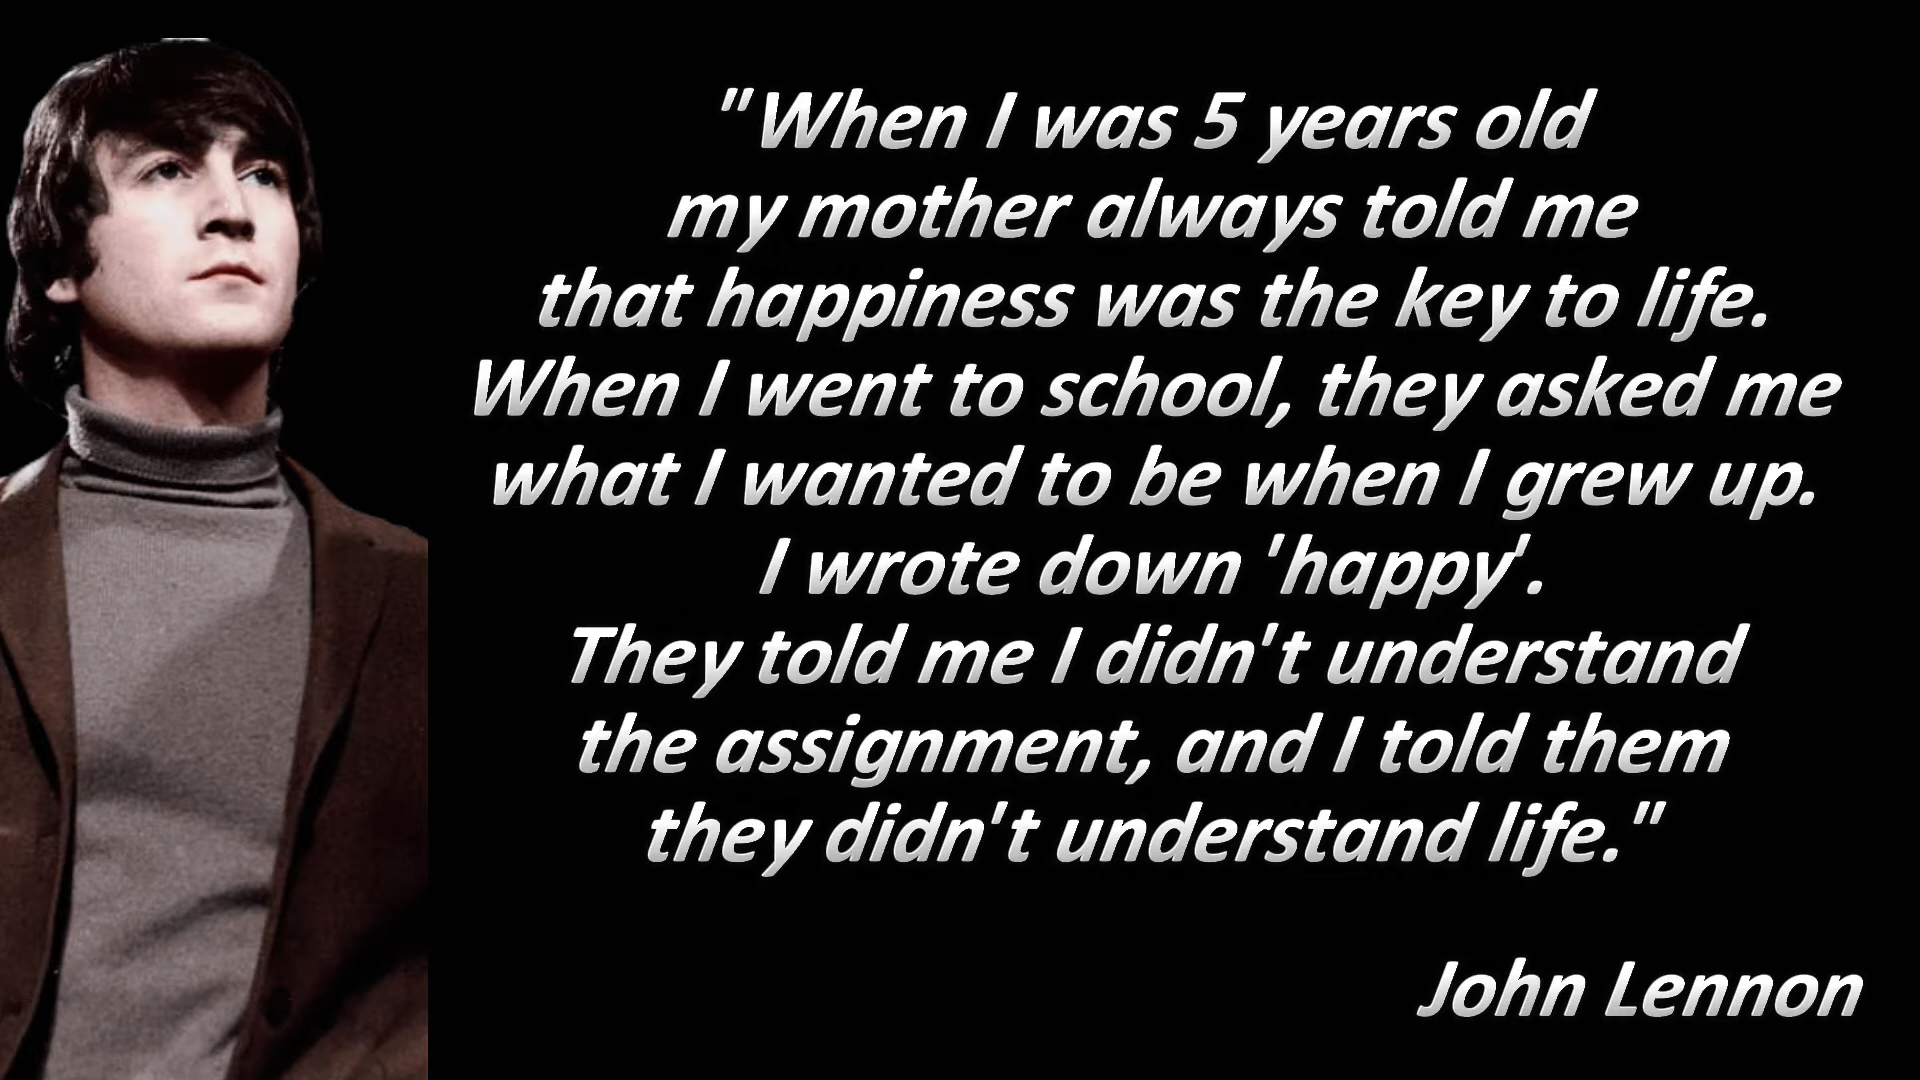 "When I was 5 years old
my mother always told me
that happiness was the key to life.
When I went to school, they asked me
what I wanted to be when I grew up.
I wrote down 'happy'.
They told me I didn't understand
the assignment, and I told them
they didn't understand life."
John Lennon